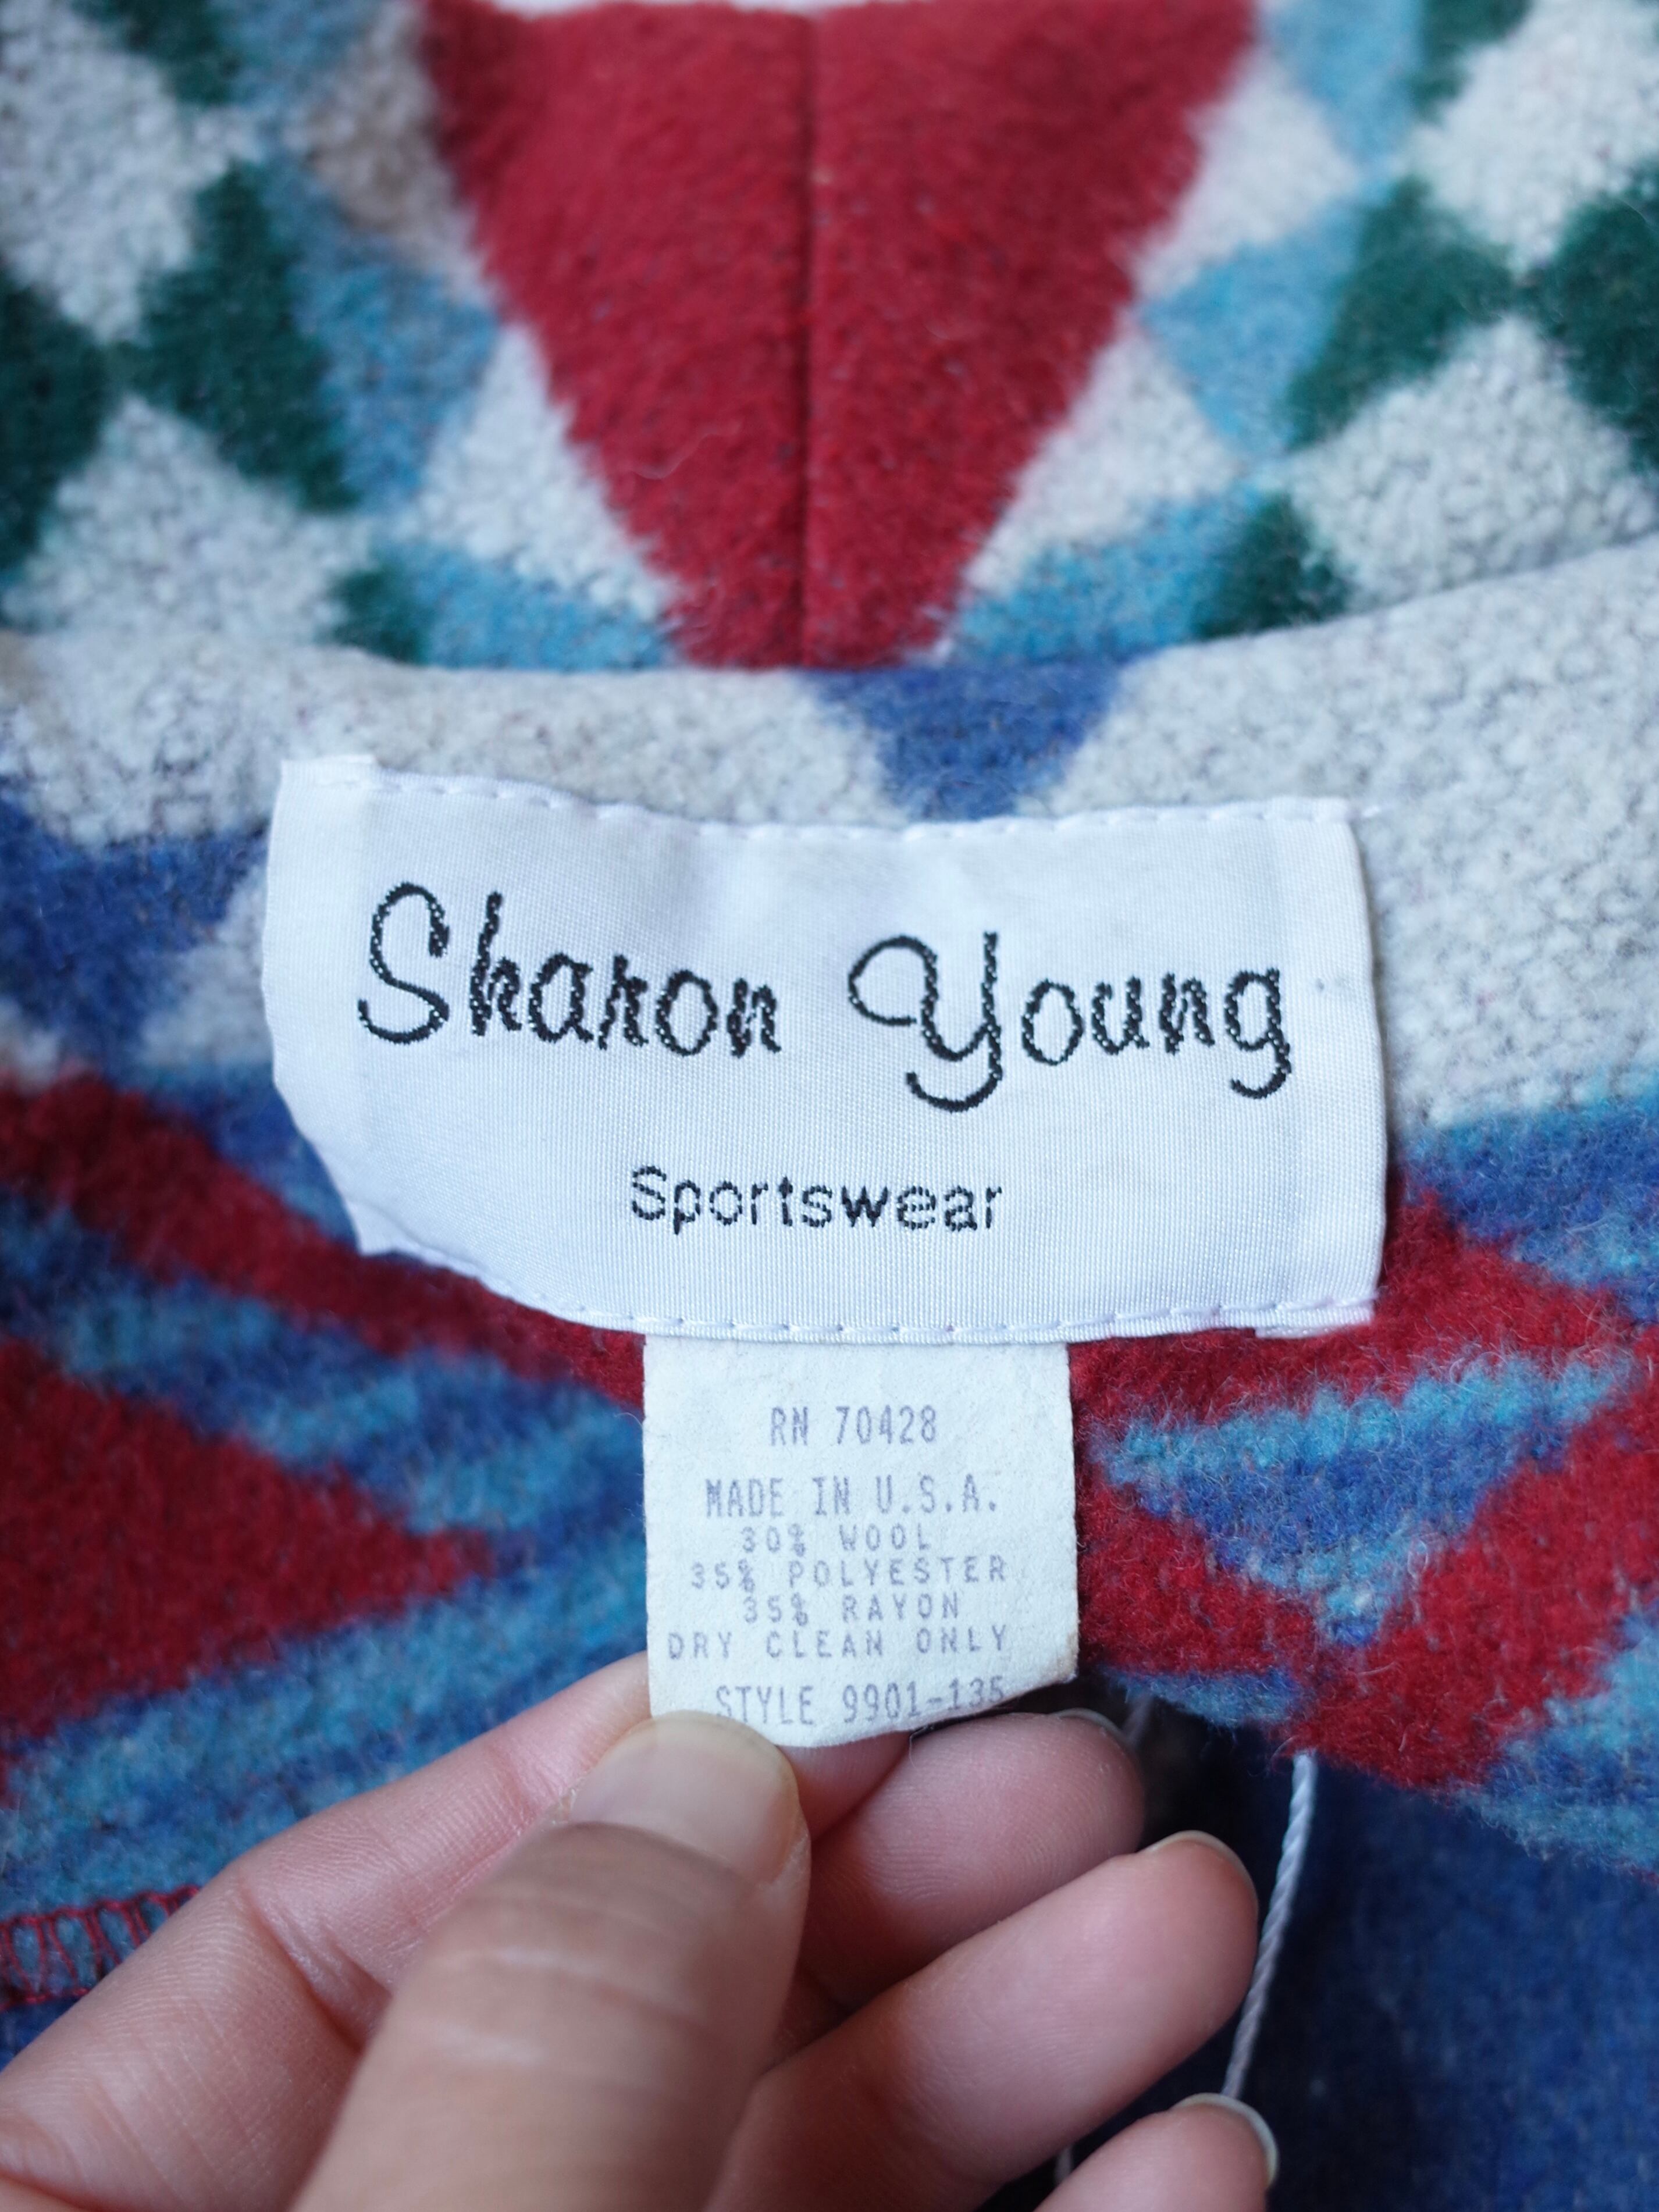 Sharon Young
Sportswear
RN 70428
MADE IN U.S.A.
30% WOOL
35% POLYESTER
35% RAYON
DRY CLEAN ONLY
STYLE 9901-135